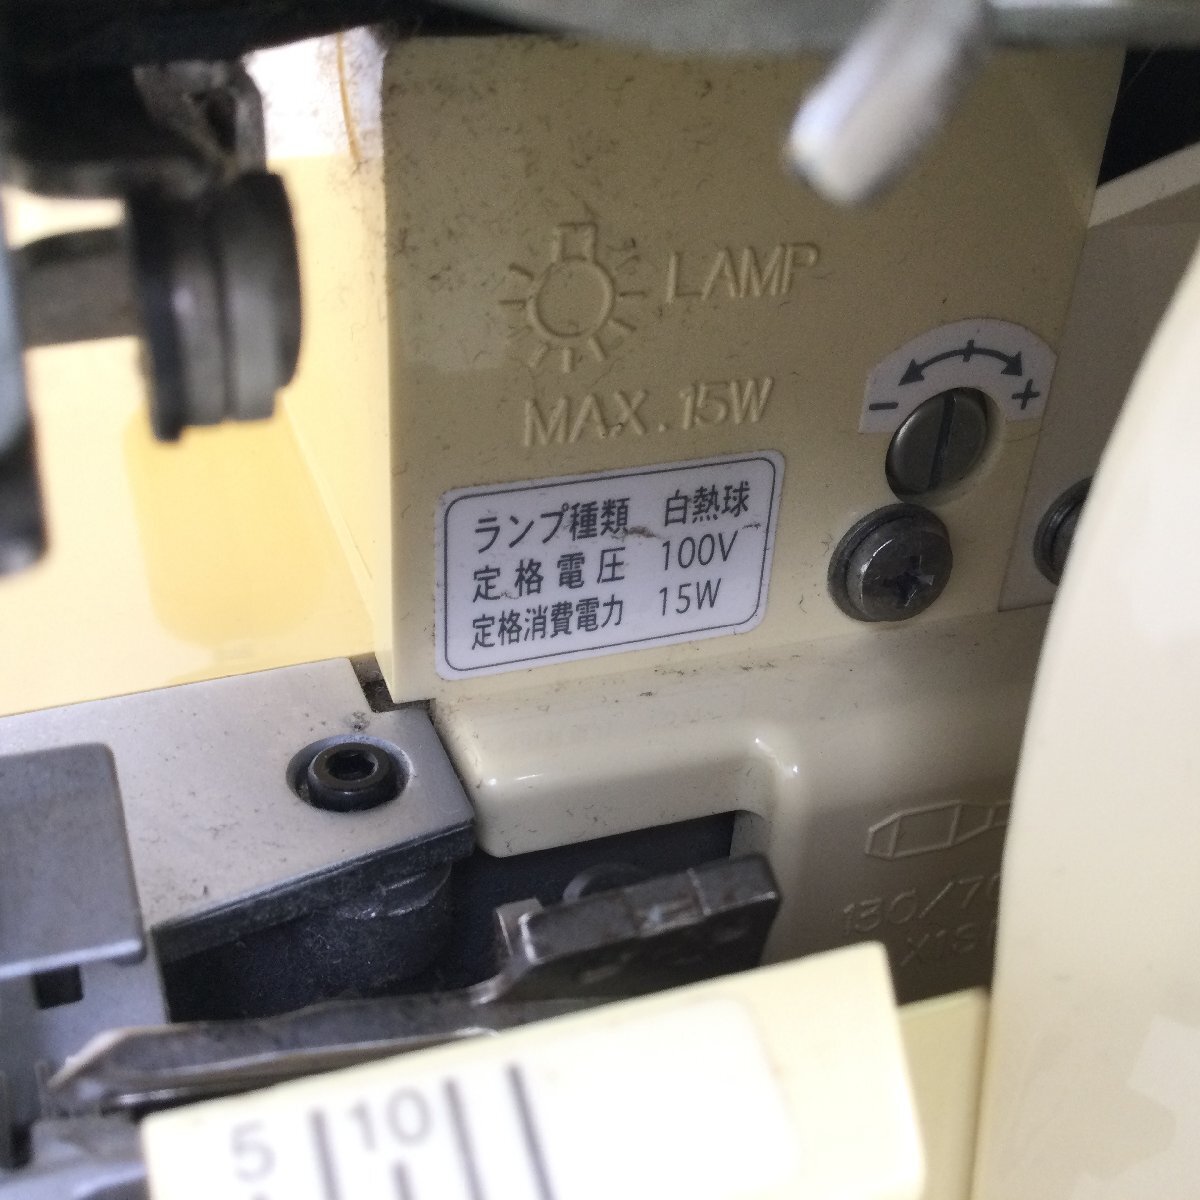 LAMP
MAX. 15W
- +
ランプ種類 白熱球
定格電圧 100V
定格消費電力 15W
5 10